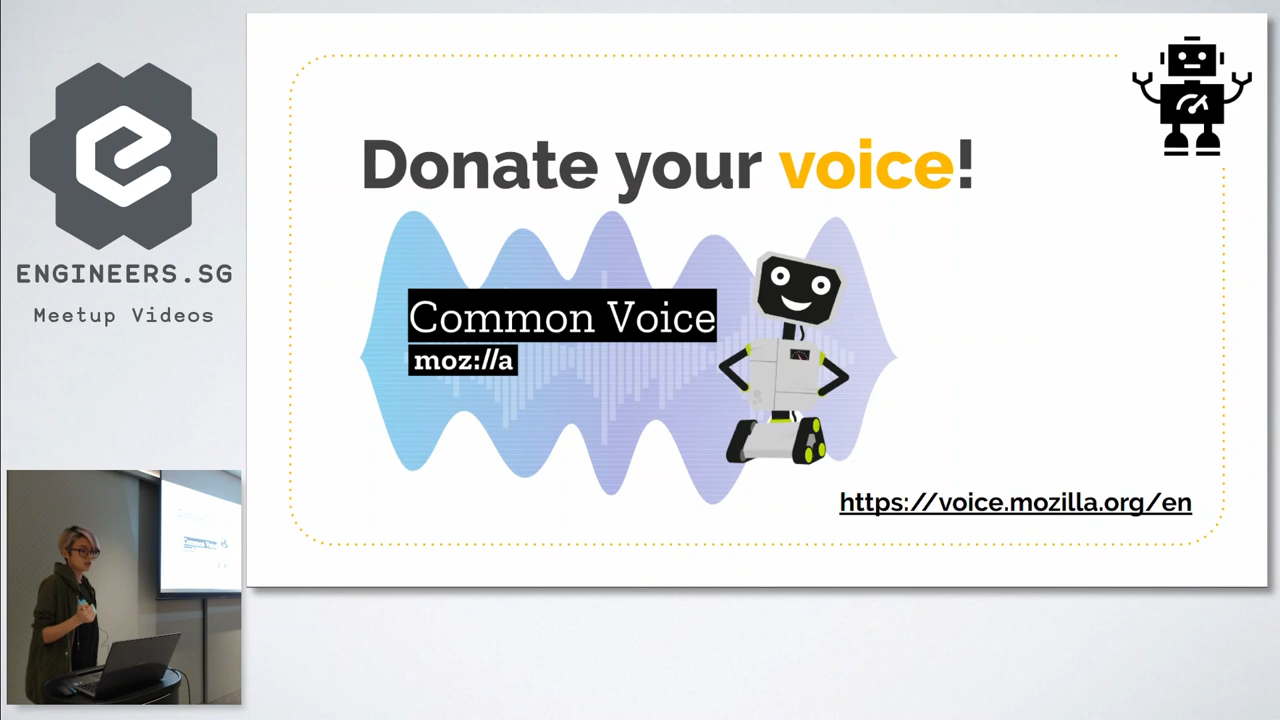 ENGINEERS.SG
Meetup Videos
Donate your voice!
Common Voice
moz://a
https://voice.mozilla.org/en